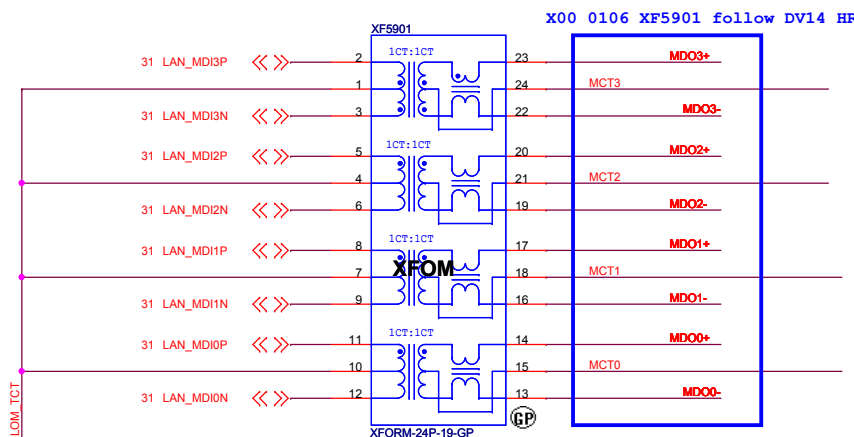 X00 0106 XF5901 follow DV14 HR
XF5901
1CT:1CT
31 LAN_MDI3P 2 23 MDO3+
1 24 MCT3
31 LAN_MDI3N 3 22 MDO3-
1CT:1CT
31 LAN_MDI2P 5 20 MDO2+
4 21 MCT2
31 LAN_MDI2N 6 19 MDO2-
1CT:1CT
31 LAN_MDI1P 8 17 MDO1+
XFOM
7 18 MCT1
31 LAN_MDI1N 9 16 MDO1-
1CT:1CT
31 LAN_MDI0P 11 14 MDO0+
10 15 MCT0
31 LAN_MDI0N 12 13 MDO0-
LOM_TCT
GP
XFORM-24P-19-GP